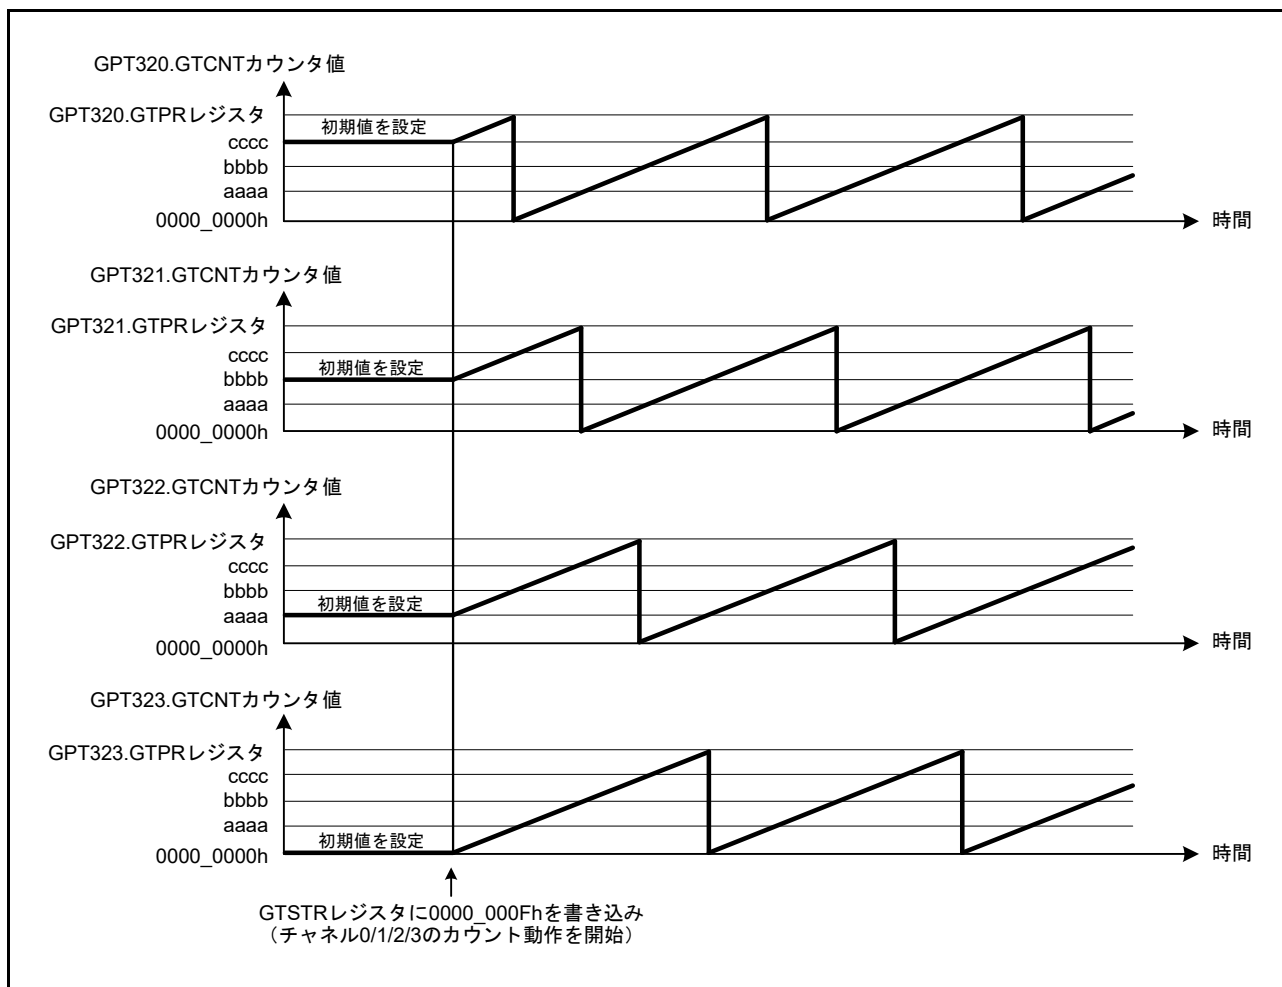 GPT320.GTCNTカウンタ値
GPT320.GTPRレジスタ
初期値を設定
cccc
bbbb
aaaa
0000_0000h
時間
GPT321.GTCNTカウンタ値
GPT321.GTPRレジスタ
cccc
初期値を設定
bbbb
aaaa
0000_0000h
時間
GPT322.GTCNTカウンタ値
GPT322.GTPRレジスタ
cccc
bbbb
初期値を設定
aaaa
0000_0000h
時間
GPT323.GTCNTカウンタ値
GPT323.GTPRレジスタ
cccc
bbbb
aaaa
初期値を設定
0000_0000h
時間
GTSTRレジスタに0000_000Fhを書き込み
（チャネル0/1/2/3のカウント動作を開始）